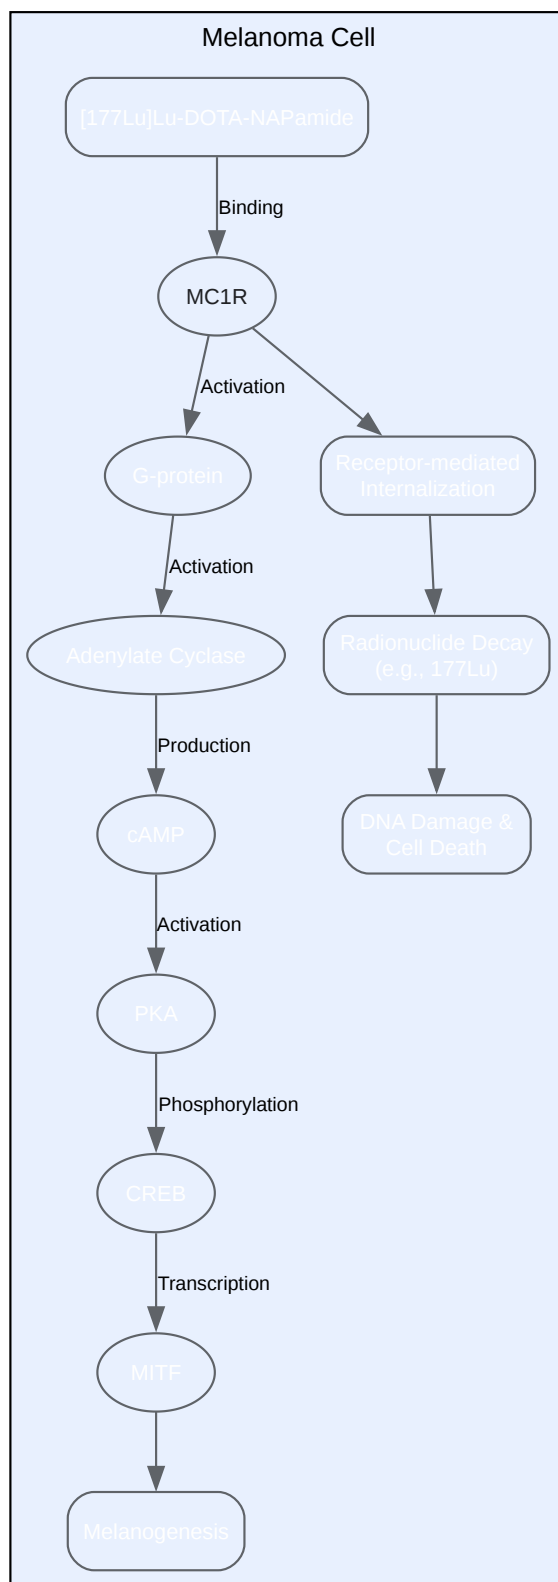 Melanoma Cell
[177Lu]Lu-DOTA-NAPamide
Binding
MC1R
Activation
G-protein
Receptor-mediated
Internalization
Activation
Adenylate Cyclase
Radionuclide Decay
(e.g., 177Lu)
Production
cAMP
DNA Damage &
Cell Death
Activation
PKA
Phosphorylation
CREB
Transcription
MITF
Melanogenesis